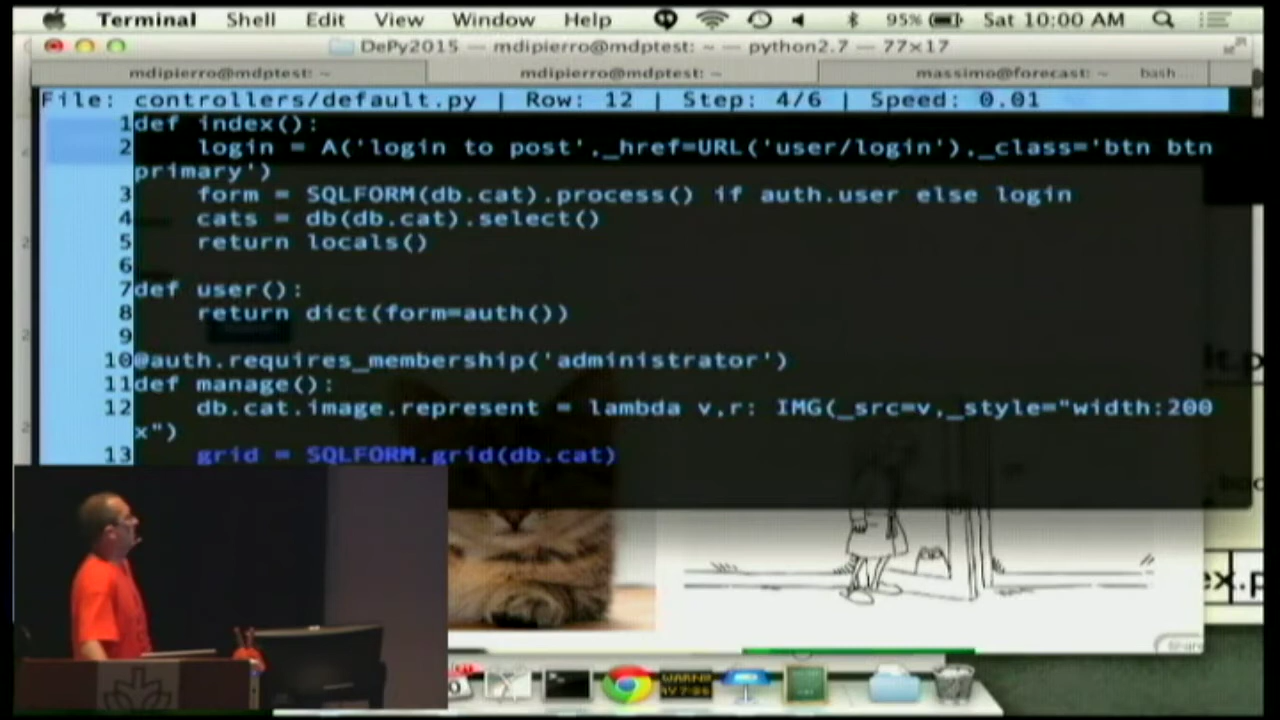 Terminal Shell Edit View Window Help 95% Sat 10:00 AM
DePy2015 — mdipierro@mdptest: ~ — python2.7 — 77×17
mdipierro@mdptest: ~ mdipierro@mdptest: ~ massimo@forecast: ~ bash
File: controllers/default.py | Row: 12 | Step: 4/6 | Speed: 0.01
1def index():
2    login = A('login to post',_href=URL('user/login'),_class='btn btn
primary')
3    form = SQLFORM(db.cat).process() if auth.user else login
4    cats = db(db.cat).select()
5    return locals()
6
7def user():
8    return dict(form=auth())
9
10@auth.requires_membership('administrator')
11def manage():
12    db.cat.image.represent = lambda v,r: IMG(_src=v,_style="width:200
x")
13    grid = SQLFORM.grid(db.cat)
ex.p
Share